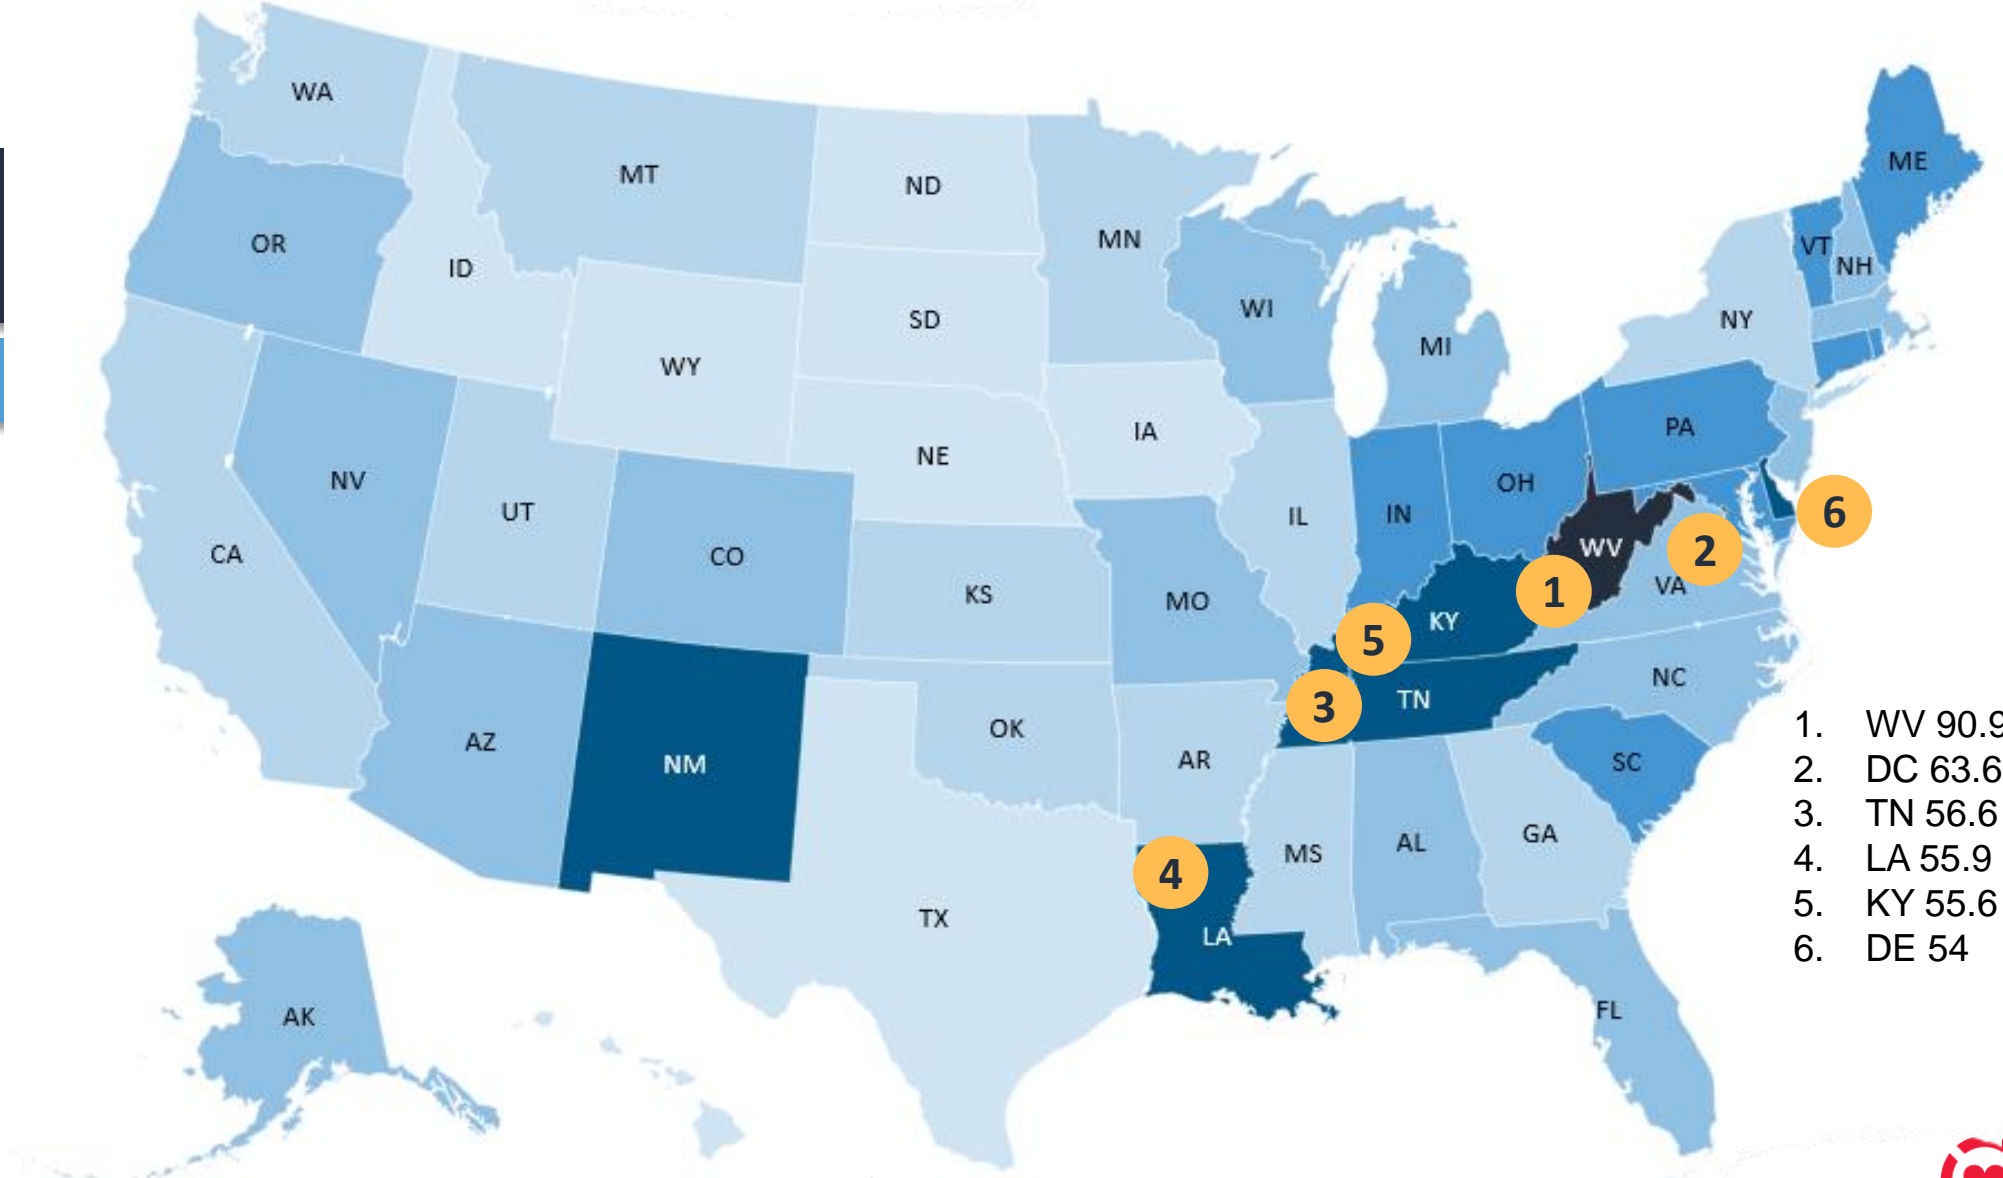 WA
MT
ND
MN
ME
OR
ID
SD
WI
MI
VT
NH
NY
WY
IA
NE
PA
NV
UT
CO
CA
KS
MO
IL
IN
OH
WV
VA
KY
TN
NC
SC
AZ
NM
OK
AR
TX
LA
MS
AL
GA
FL
AK
1
2
3
4
5
6
1. WV 90.9
2. DC 63.6
3. TN 56.6
4. LA 55.9
5. KY 55.6
6. DE 54